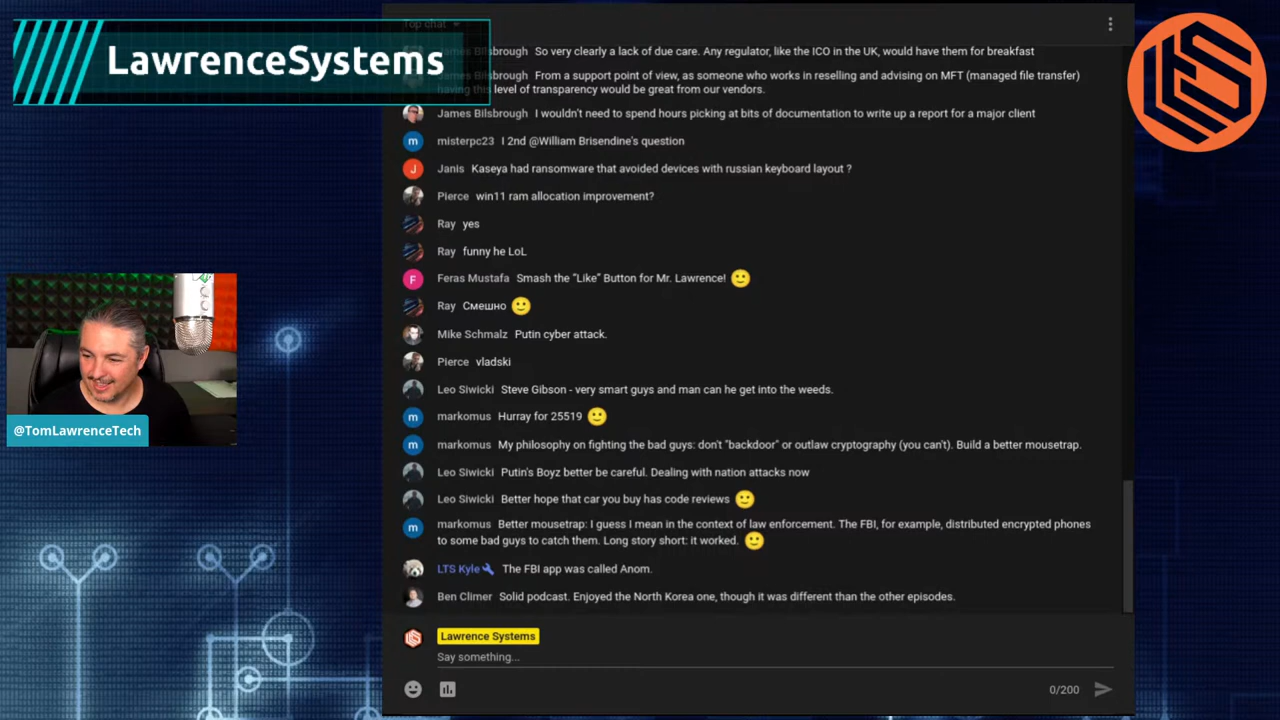 LawrenceSystems
Top chat
James Bilsbrough So very clearly a lack of due care. Any regulator, like the ICO in the UK, would have them for breakfast
James Bilsbrough From a support point of view, as someone who works in reselling and advising on MFT (managed file transfer)
having this level of transparency would be great from our vendors.
James Bilsbrough I wouldn't need to spend hours picking at bits of documentation to write up a report for a major client
m misterpc23 I 2nd @William Brisendine's question
J Janis Kaseya had ransomware that avoided devices with russian keyboard layout ?
Pierce win11 ram allocation improvement?
Ray yes
Ray funny he LoL
F Feras Mustafa Smash the "Like" Button for Mr. Lawrence! 🙂
Ray Смешно 🙂
Mike Schmalz Putin cyber attack.
Pierce vladski
Leo Siwicki Steve Gibson - very smart guys and man can he get into the weeds.
m markomus Hurray for 25519 🙂
m markomus My philosophy on fighting the bad guys: don't "backdoor" or outlaw cryptography (you can't). Build a better mousetrap.
Leo Siwicki Putin's Boyz better be careful. Dealing with nation attacks now
Leo Siwicki Better hope that car you buy has code reviews 🙂
m markomus Better mousetrap: I guess I mean in the context of law enforcement. The FBI, for example, distributed encrypted phones
to some bad guys to catch them. Long story short: it worked. 🙂
LTS Kyle The FBI app was called Anom.
Ben Climer Solid podcast. Enjoyed the North Korea one, though it was different than the other episodes.
Lawrence Systems
Say something...
0/200
@TomLawrenceTech